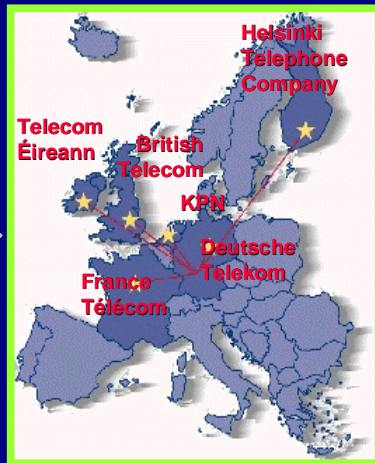 Helsinki
Telephone
Company
Telecom
Éireann
British
Telecom
KPN
Deutsche
Telekom
France
Télécom